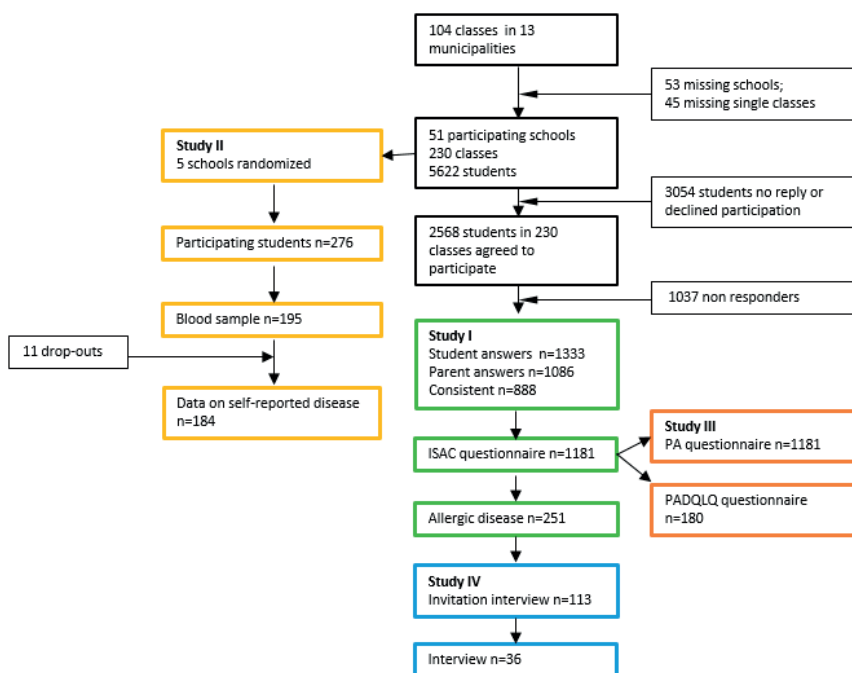 104 classes in 13
municipalities
53 missing schools;
45 missing single classes
51 participating schools
230 classes
5622 students
Study II
5 schools randomized
3054 students no reply or
declined participation
Participating students n=276
2568 students in 230
classes agreed to
participate
1037 non responders
Blood sample n=195
Study I
Student answers n=1333
Parent answers n=1086
Consistent n=888
11 drop-outs
Data on self-reported disease
n=184
Study III
PA questionnaire n=1181
ISAC questionnaire n=1181
PADQLQ questionnaire
n=180
Allergic disease n=251
Study IV
Invitation interview n=113
Interview n=36